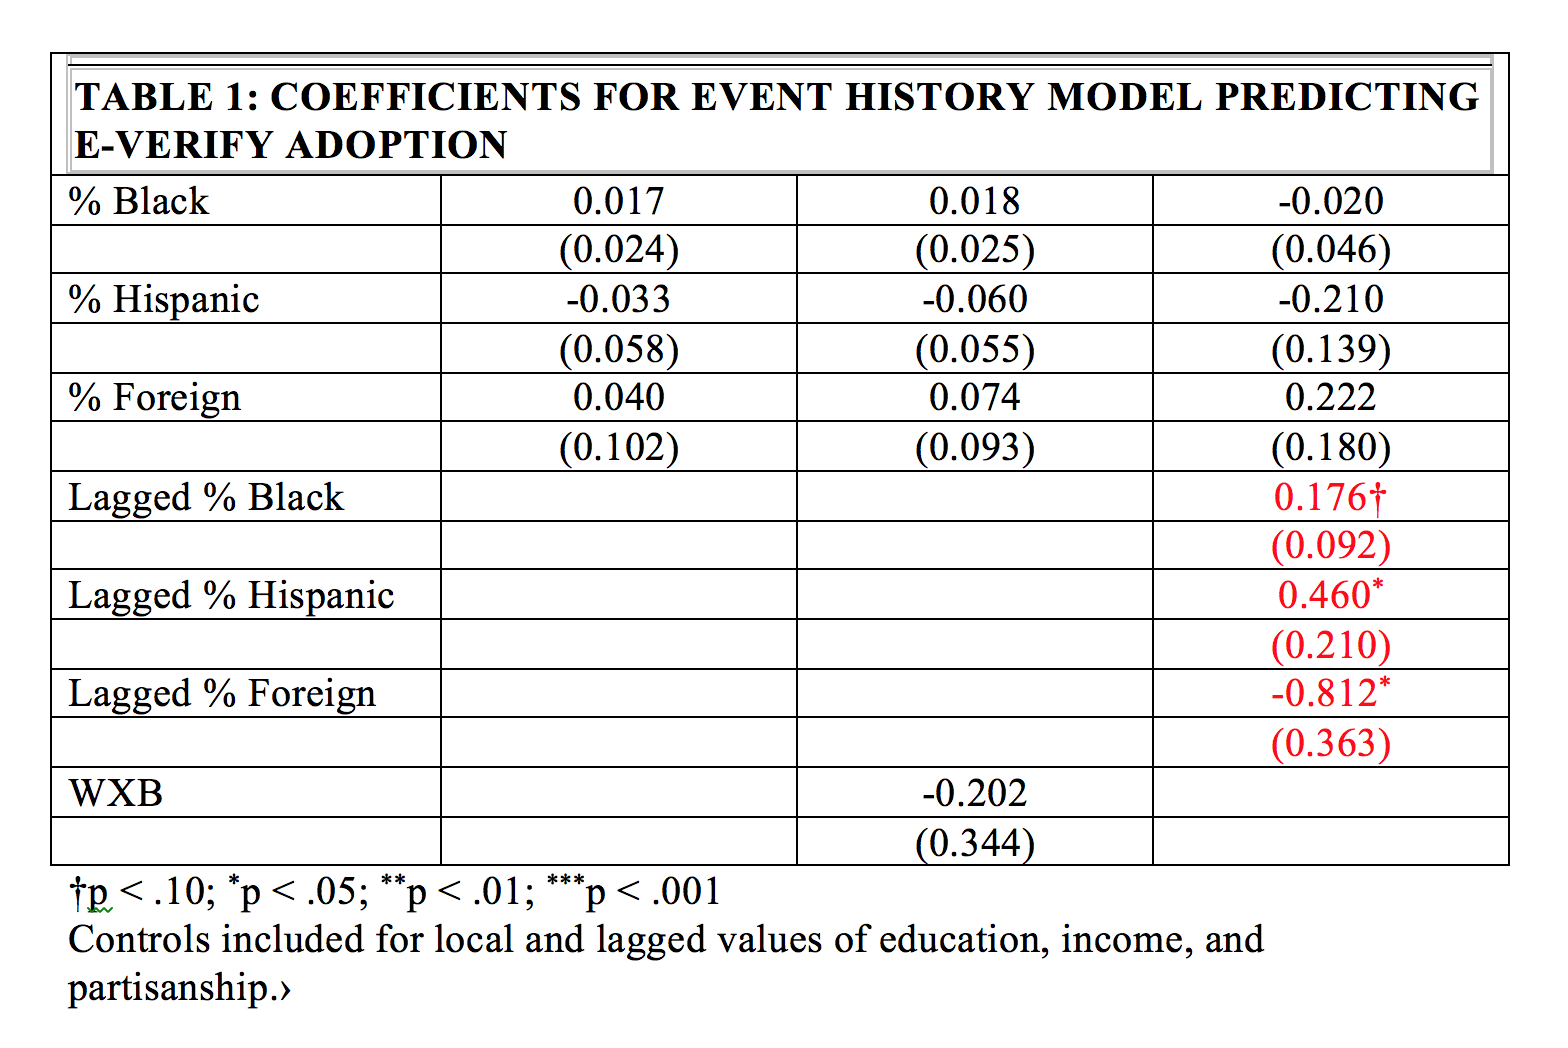 TABLE 1: COEFFICIENTS FOR EVENT HISTORY MODEL PREDICTING
E-VERIFY ADOPTION
% Black 0.017 0.018 -0.020
(0.024) (0.025) (0.046)
% Hispanic -0.033 -0.060 -0.210
(0.058) (0.055) (0.139)
% Foreign 0.040 0.074 0.222
(0.102) (0.093) (0.180)
Lagged % Black 0.176†
(0.092)
Lagged % Hispanic 0.460*
(0.210)
Lagged % Foreign -0.812*
(0.363)
WXB -0.202
(0.344)
†p < .10; *p < .05; **p < .01; ***p < .001
Controls included for local and lagged values of education, income, and
partisanship.›